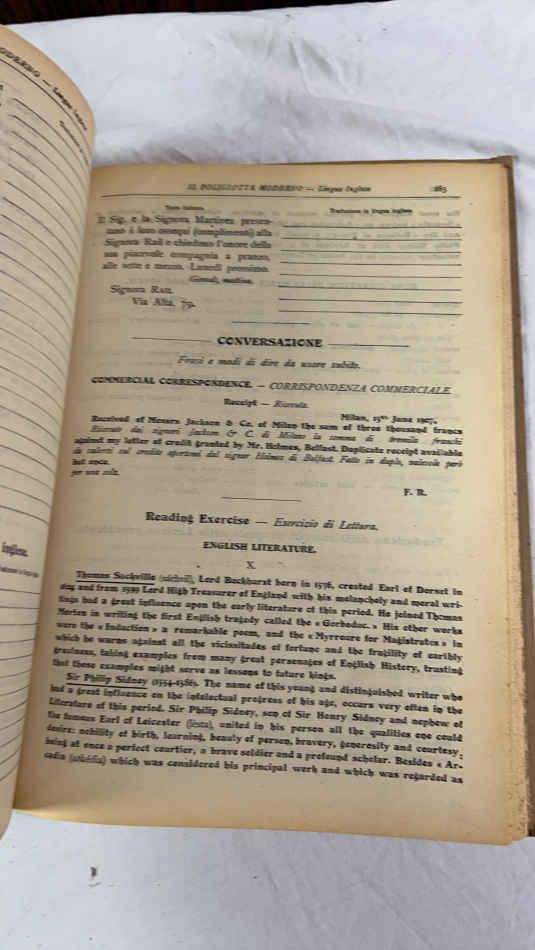 IL POLIGLOTTA MODERNO — Lingua Inglese
Testo italiano.
Traduzione in lingua inglese
Il Sig. e la Signora Martinez presen-
tano i loro ossequi (complimenti) alla
Signora Rau e chiedono l'onore della
sua piacevole compagnia a pranzo,
alle sette e mezzo, Lunedì prossimo.
Giovedì, mattina.
Signora RAU.
Via Alta, 79.
CONVERSAZIONE
Frasi e modi di dire da usare subito.
COMMERCIAL CORRESPONDENCE. — CORRISPONDENZA COMMERCIALE.
Receipt — Ricevuta.
Milan, 15th June 1907.
Received of Messrs Jackson & Co. of Milan the sum of three thousand francs
Ricevuto dai signori Jackson & C. di Milano la somma di tremila franchi
against my letter of credit granted by Mr. Holmes, Belfast. Duplicate receipt available
da valersi sul credito apertomi dal signor Holmes di Belfast. Fatto in duplo, valevole però
but once.
per una sola.
F. R.
Reading Exercise — Esercizio di Lettura.
ENGLISH LITERATURE.
X.
Thomas Sackville (săchvil), Lord Buckhurst born in 1536, created Earl of Dorset in
and from 1599 Lord High Treasurer of England with his melancholy and moral wri-
tings had a great influence upon the early literature of this period. He joined Thomas
Morton in writing the first English tragedy called the « Gorboduc. » His other works
were the « Induction » a remarkable poem, and the « Myrroure for Magistrates » in
which he warns against all the vicissitudes of fortune and the fragility of earthly
greatness, taking examples from many great personages of English History, trusting
that these examples might serve as lessons to future kings.
Sir Philip Sidney (1554-1586). The name of this young and distinguished writer who
had a great influence on the intelectual progress of his age, occurs very often in the
Literature of this period. Sir Philip Sidney, son of Sir Henry Sidney and nephew of
the famous Earl of Leicester (lèsta), united in his person all the qualities one could
desire: nobility of birth, learning, beauty of person, bravery, generosity and courtesy;
being at once a perfect courtier, a brave soldier and a profound scholar. Besides « Ar-
cadia which was considered his principal work and which was regarded as